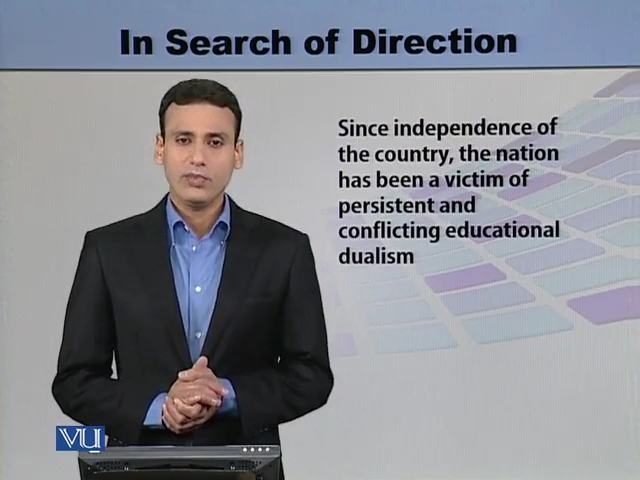 In Search of Direction
Since independence of
the country, the nation
has been a victim of
persistent and
conflicting educational
dualism
VU